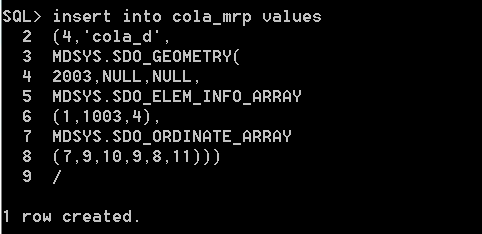 SQL> insert into cola_mrp values
2 (4,'cola_d',
3 MDSYS.SDO_GEOMETRY(
4 2003,NULL,NULL,
5 MDSYS.SDO_ELEM_INFO_ARRAY
6 (1,1003,4),
7 MDSYS.SDO_ORDINATE_ARRAY
8 (7,9,10,9,8,11)))
9 /
1 row created.